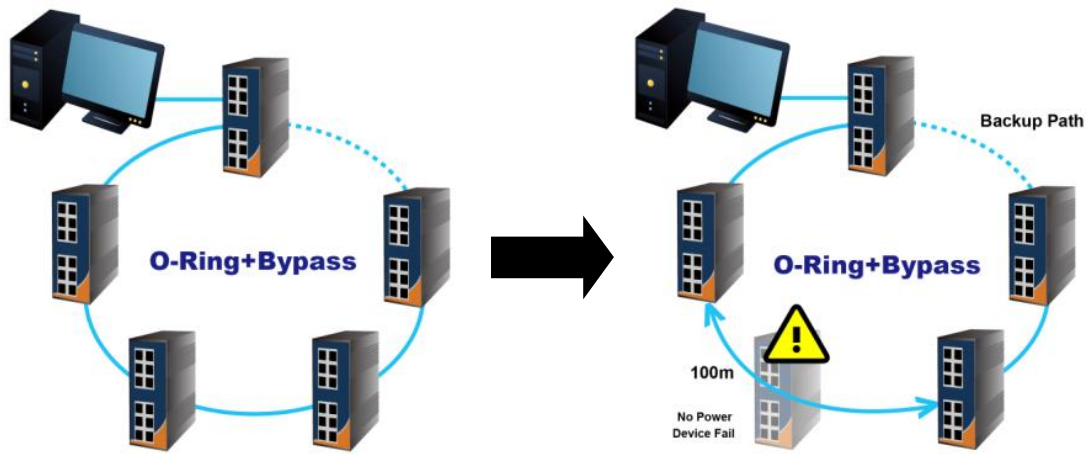 O-Ring+Bypass
Backup Path
O-Ring+Bypass
100m
No Power
Device Fail